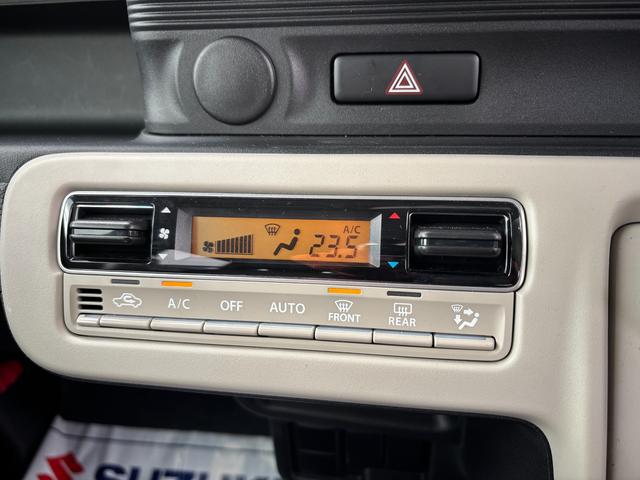 A/C
23.5
A/C OFF AUTO FRONT REAR
SUZUKI